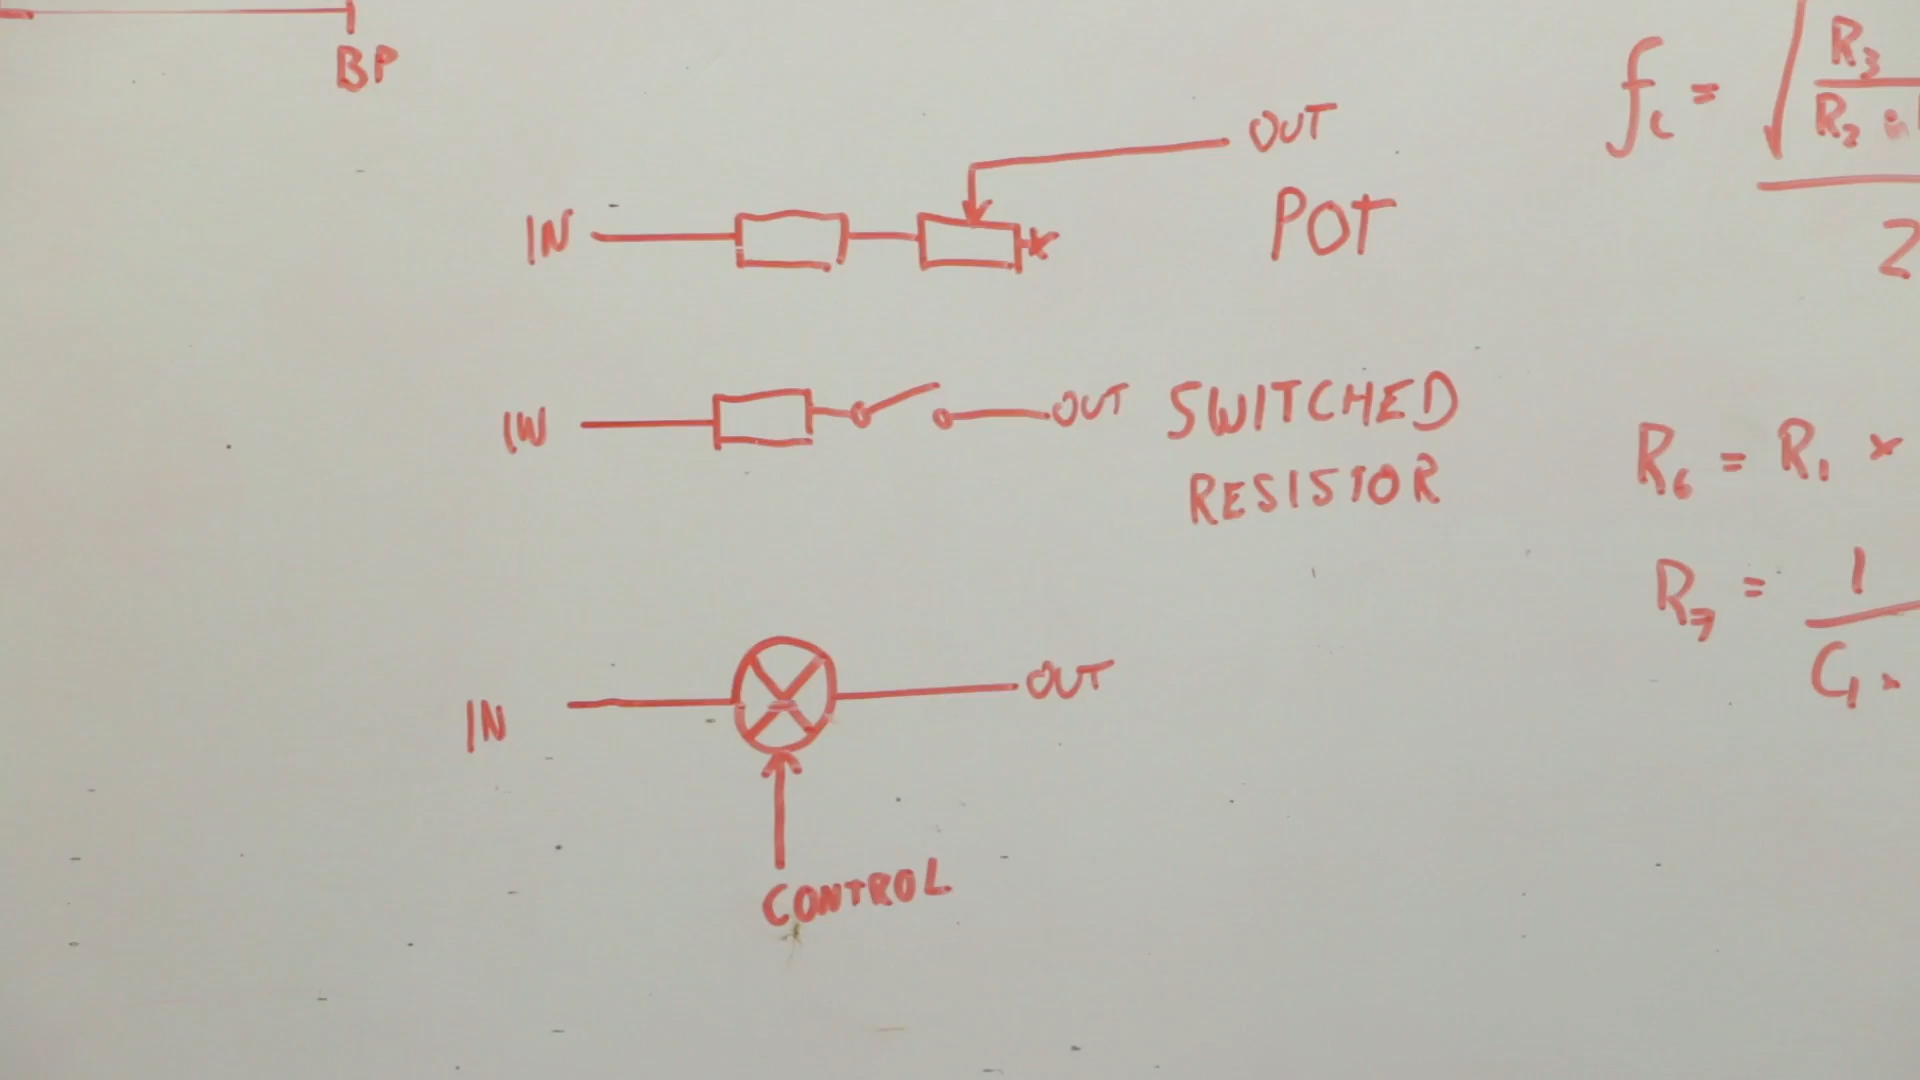 BP
OUT
IN
POT
IN
OUT
SWITCHED
RESISTOR
IN
OUT
CONTROL
fc = √ R3
R2
2
R6 = R1 ×
R7 = 1
C1 ×